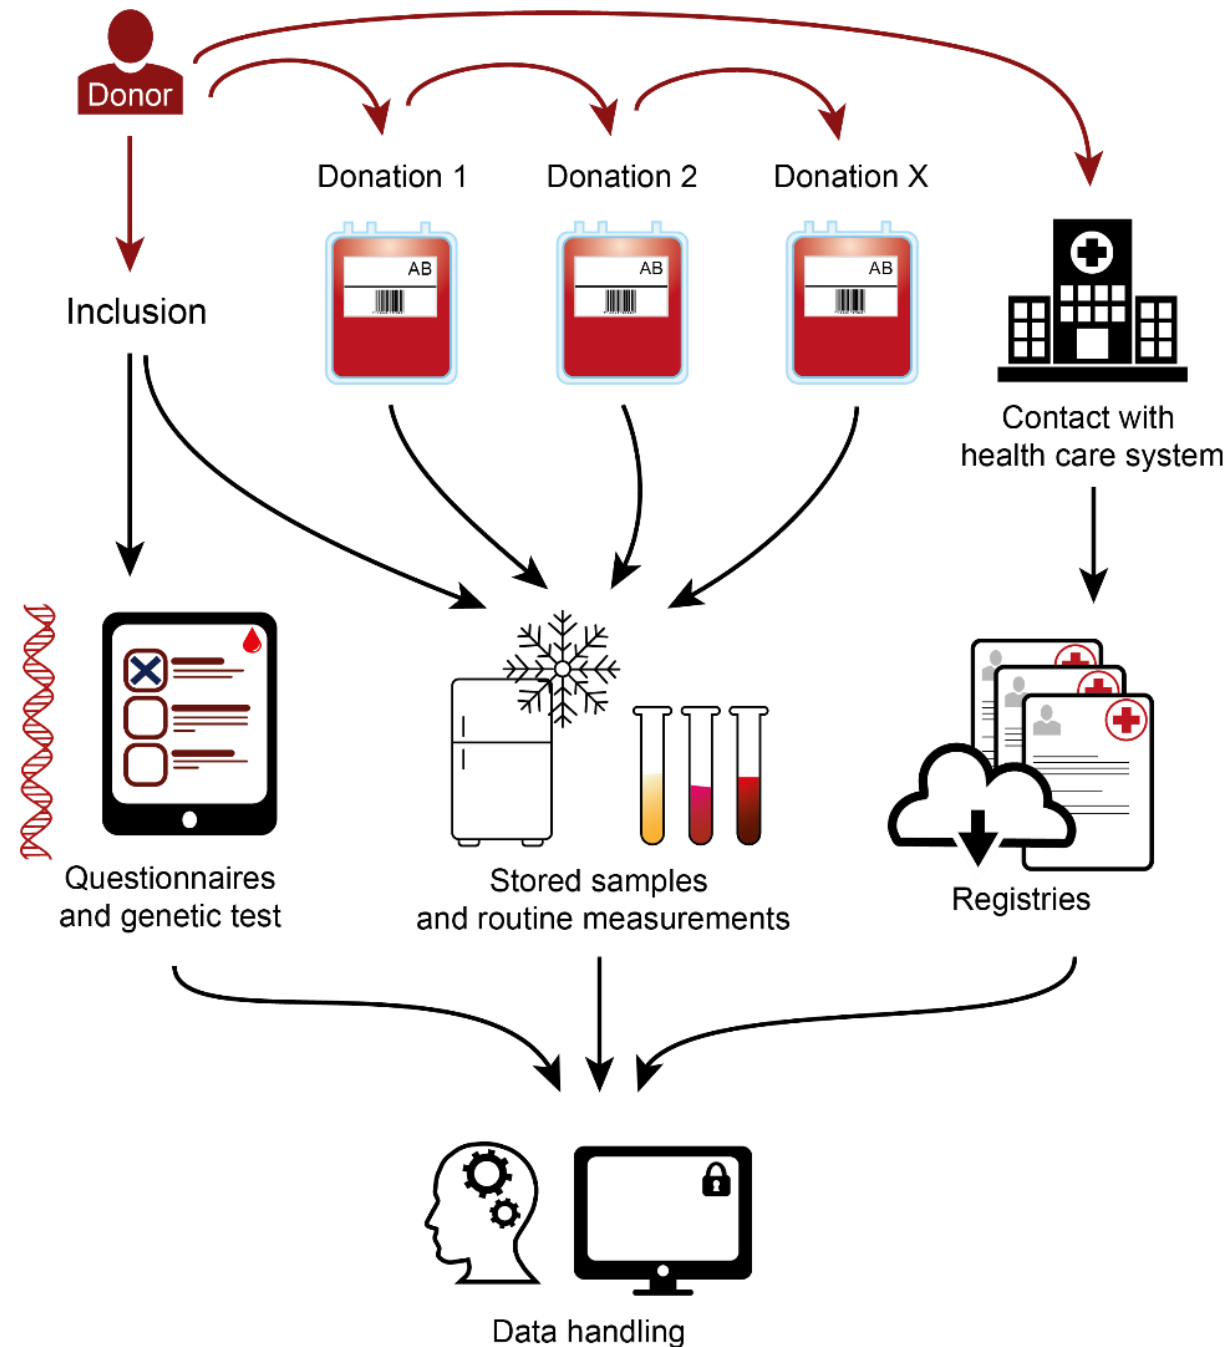 Donor
Donation 1
Donation 2
Donation X
AB
AB
AB
Inclusion
Contact with
health care system
Questionnaires
and genetic test
Stored samples
and routine measurements
Registries
Data handling